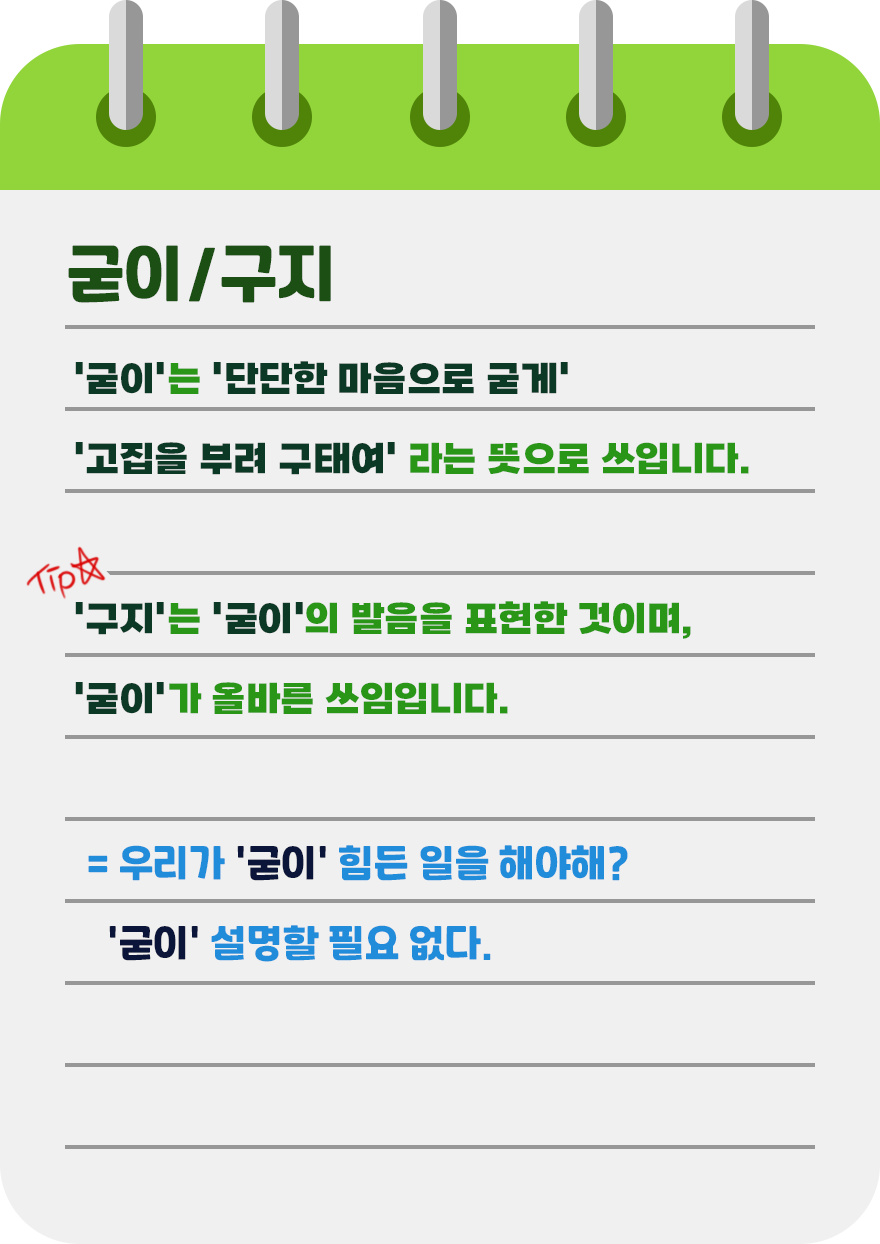 굳이/구지
'굳이'는 '단단한 마음으로 굳게'
'고집을 부려 구태여' 라는 뜻으로 쓰입니다.
Tip☆
'구지'는 '굳이'의 발음을 표현한 것이며,
'굳이'가 올바른 쓰임입니다.
= 우리가 '굳이' 힘든 일을 해야해?
'굳이' 설명할 필요 없다.